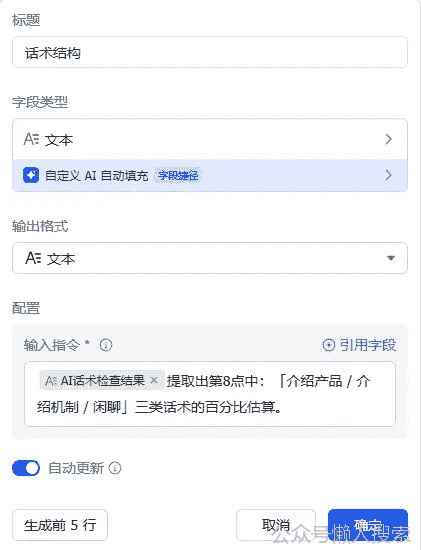 标题
话术结构
字段类型
文本
自定义 AI 自动填充 字段捷径
输出格式
文本
配置
输入指令 * 引用字段
AI话术检查结果 × 提取出第8点中：「介绍产品 / 介
绍机制 / 闲聊」三类话术的百分比估算。
自动更新
生成前 5 行 取消 确定
公众号懒人搜索